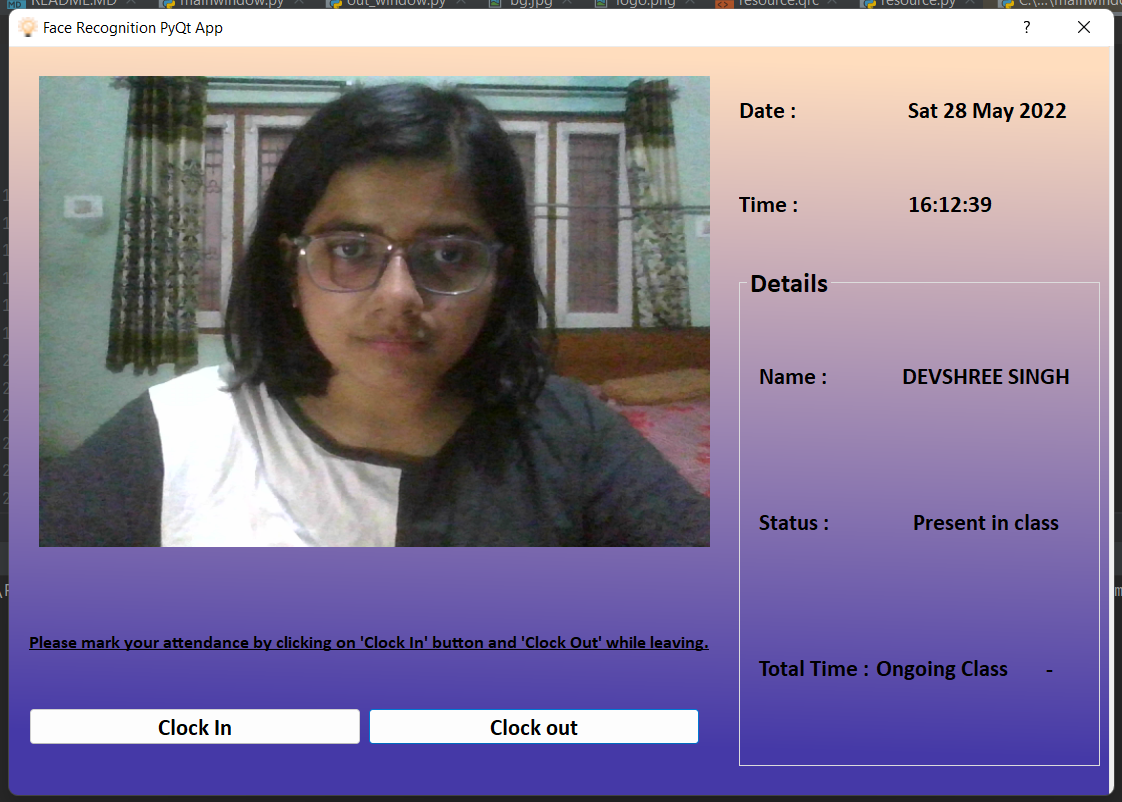 README.MD mainwindow.py out_window.py bg.jpg logo.png resource.qrc resource.py
Face Recognition PyQt App ?
Date : Sat 28 May 2022
Time : 16:12:39
Details
Name : DEVSHREE SINGH
Status : Present in class
Please mark your attendance by clicking on 'Clock In' button and 'Clock Out' while leaving.
Total Time : Ongoing Class -
Clock In Clock out